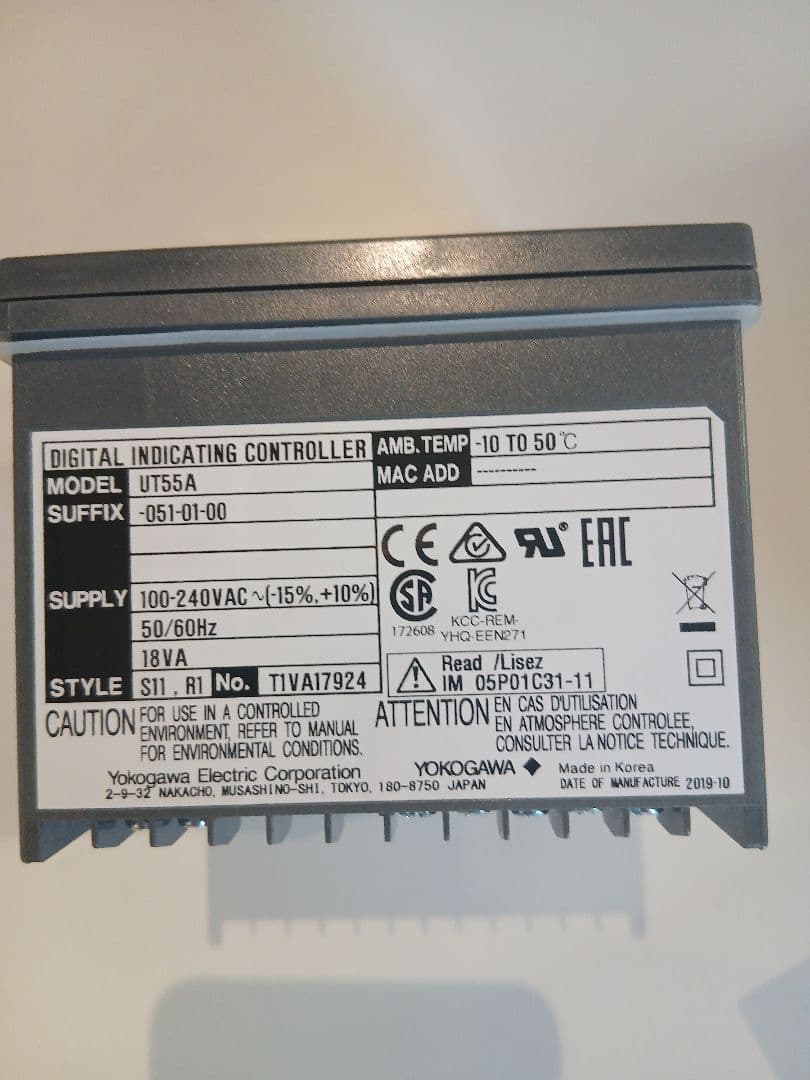 DIGITAL INDICATING CONTROLLER
MODEL UT55A
SUFFIX -051-01-00
SUPPLY 100-240VAC ~(-15%,+10%)
50/60Hz
18VA
STYLE S11 , R1 No. T1VA17924
AMB.TEMP -10 TO 50℃
MAC ADD ----------
CE RU® EAC
SA KC
172608
KCC-REM-
YHQ-EEN271
Read /Lisez
IM 05P01C31-11
CAUTION FOR USE IN A CONTROLLED
ENVIRONMENT, REFER TO MANUAL
FOR ENVIRONMENTAL CONDITIONS.
ATTENTION EN CAS D'UTILISATION
EN ATMOSPHERE CONTROLEE,
CONSULTER LA NOTICE TECHNIQUE.
Yokogawa Electric Corporation
2-9-32 NAKACHO, MUSASHINO-SHI, TOKYO, 180-8750 JAPAN
YOKOGAWA ◆ Made in Korea
DATE OF MANUFACTURE 2019-10